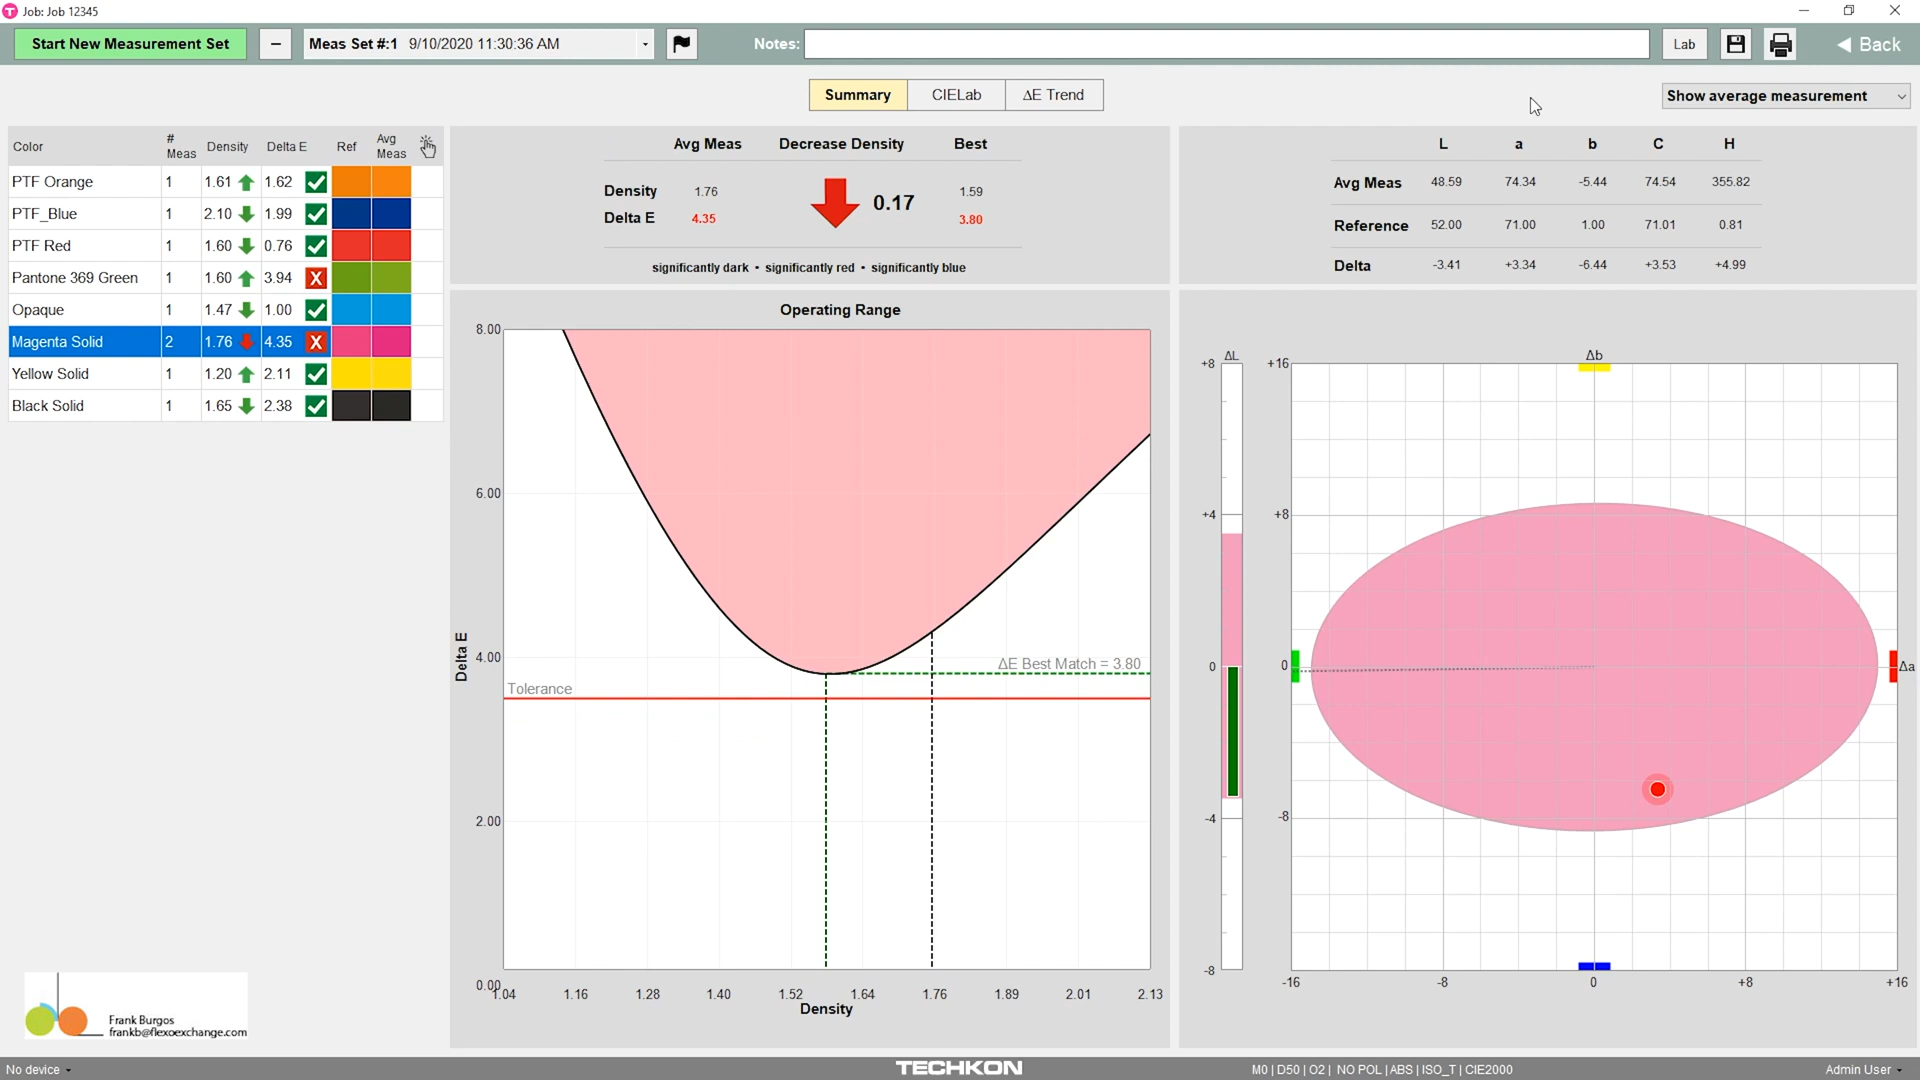 Job: Job 12345
Start New Measurement Set
Meas Set #:1 9/10/2020 11:30:36 AM
Notes:
Lab
Back
Summary
CIELab
ΔE Trend
Show average measurement
Color # Meas Density Delta E Ref Avg Meas
PTF Orange 1 1.61 1.62
PTF_Blue 1 2.10 1.99
PTF Red 1 1.60 0.76
Pantone 369 Green 1 1.60 3.94 X
Opaque 1 1.47 1.00
Magenta Solid 2 1.76 4.35 X
Yellow Solid 1 1.20 2.11
Black Solid 1 1.65 2.38
Avg Meas Decrease Density Best
Density 1.76 0.17 1.59
Delta E 4.35 3.80
significantly dark • significantly red • significantly blue
L a b C H
Avg Meas 48.59 74.34 -5.44 74.54 355.82
Reference 52.00 71.00 1.00 71.01 0.81
Delta -3.41 +3.34 -6.44 +3.53 +4.99
Operating Range
8.00
6.00
4.00
2.00
0.00
Delta E
ΔE Best Match = 3.80
Tolerance
1.04 1.16 1.28 1.40 1.52 1.64 1.76 1.89 2.01 2.13
Density
ΔL
+8
+4
0
-4
-8
Δb
+16
+8
0
-8
Δa
-16 -8 0 +8 +16
Frank Burgos
frankb@flexoexchange.com
No device
TECHKON
M0 | D50 | O2 | NO POL | ABS | ISO_T | CIE2000
Admin User